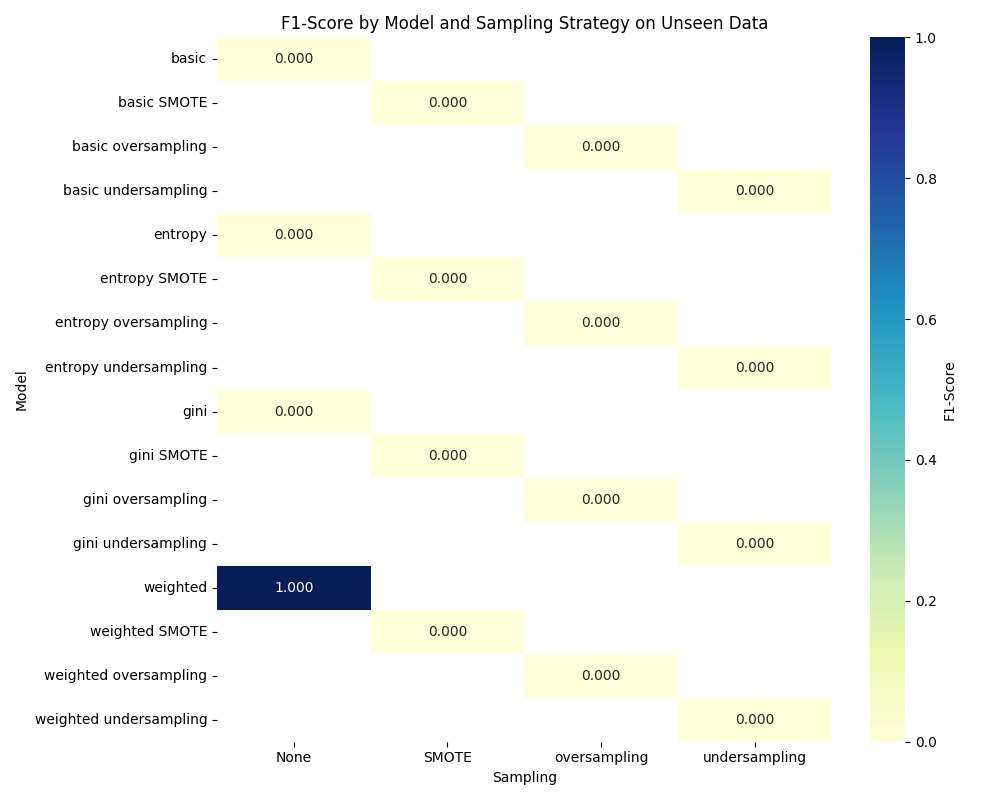 F1-Score by Model and Sampling Strategy on Unseen Data
basic 0.000
basic SMOTE 0.000
basic oversampling 0.000
basic undersampling 0.000
entropy 0.000
entropy SMOTE 0.000
entropy oversampling 0.000
entropy undersampling 0.000
gini 0.000
gini SMOTE 0.000
gini oversampling 0.000
gini undersampling 0.000
weighted 1.000
weighted SMOTE 0.000
weighted oversampling 0.000
weighted undersampling 0.000
Model
None SMOTE oversampling undersampling
Sampling
1.0
0.8
0.6
0.4
0.2
0.0
F1-Score